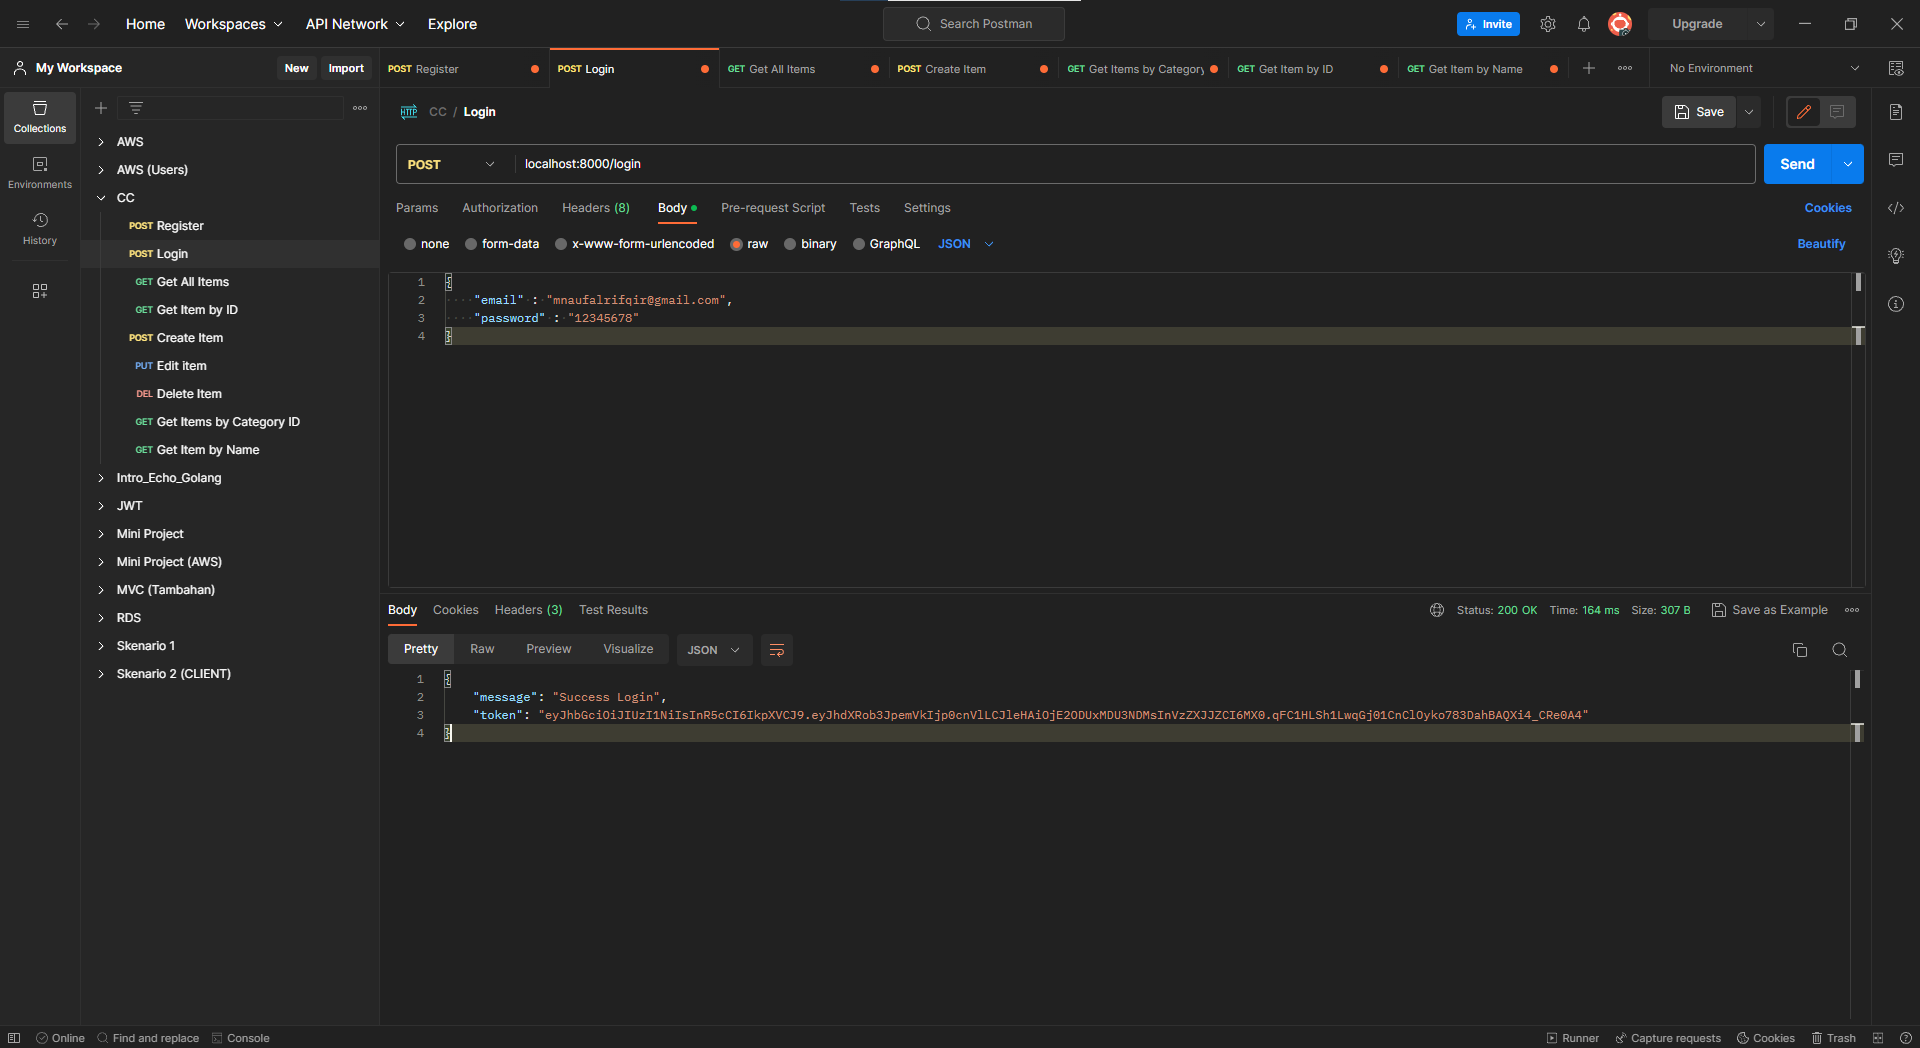 Home Workspaces API Network Explore Search Postman Invite Upgrade
My Workspace New Import POST Register POST Login GET Get All Items POST Create Item GET Get Items by Category GET Get Item by ID GET Get Item by Name No Environment
Collections
Environments
History
AWS
AWS (Users)
CC
POST Register
POST Login
GET Get All Items
GET Get Item by ID
POST Create Item
PUT Edit item
DEL Delete Item
GET Get Items by Category ID
GET Get Item by Name
Intro_Echo_Golang
JWT
Mini Project
Mini Project (AWS)
MVC (Tambahan)
RDS
Skenario 1
Skenario 2 (CLIENT)
HTTP CC / Login Save
POST localhost:8000/login Send
Params Authorization Headers (8) Body Pre-request Script Tests Settings Cookies
none form-data x-www-form-urlencoded raw binary GraphQL JSON Beautify
1 {
2 "email" : "mnaufalrifqir@gmail.com",
3 "password" : "12345678"
4 }
Body Cookies Headers (3) Test Results Status: 200 OK Time: 164 ms Size: 307 B Save as Example
Pretty Raw Preview Visualize JSON
1 {
2 "message": "Success Login",
3 "token": "eyJhbGciOiJIUzI1NiIsInR5cCI6IkpXVCJ9.eyJhdXRob3JpemVkIjp0cnVlLCJleHAiOjE2ODUxMDU3NDMsInVzZXJJZCI6MX0.qFC1HLSh1LwqGj01CnClOyko783DahBAQXi4_CRe0A4"
4 }
Online Find and replace Console Runner Capture requests Cookies Trash